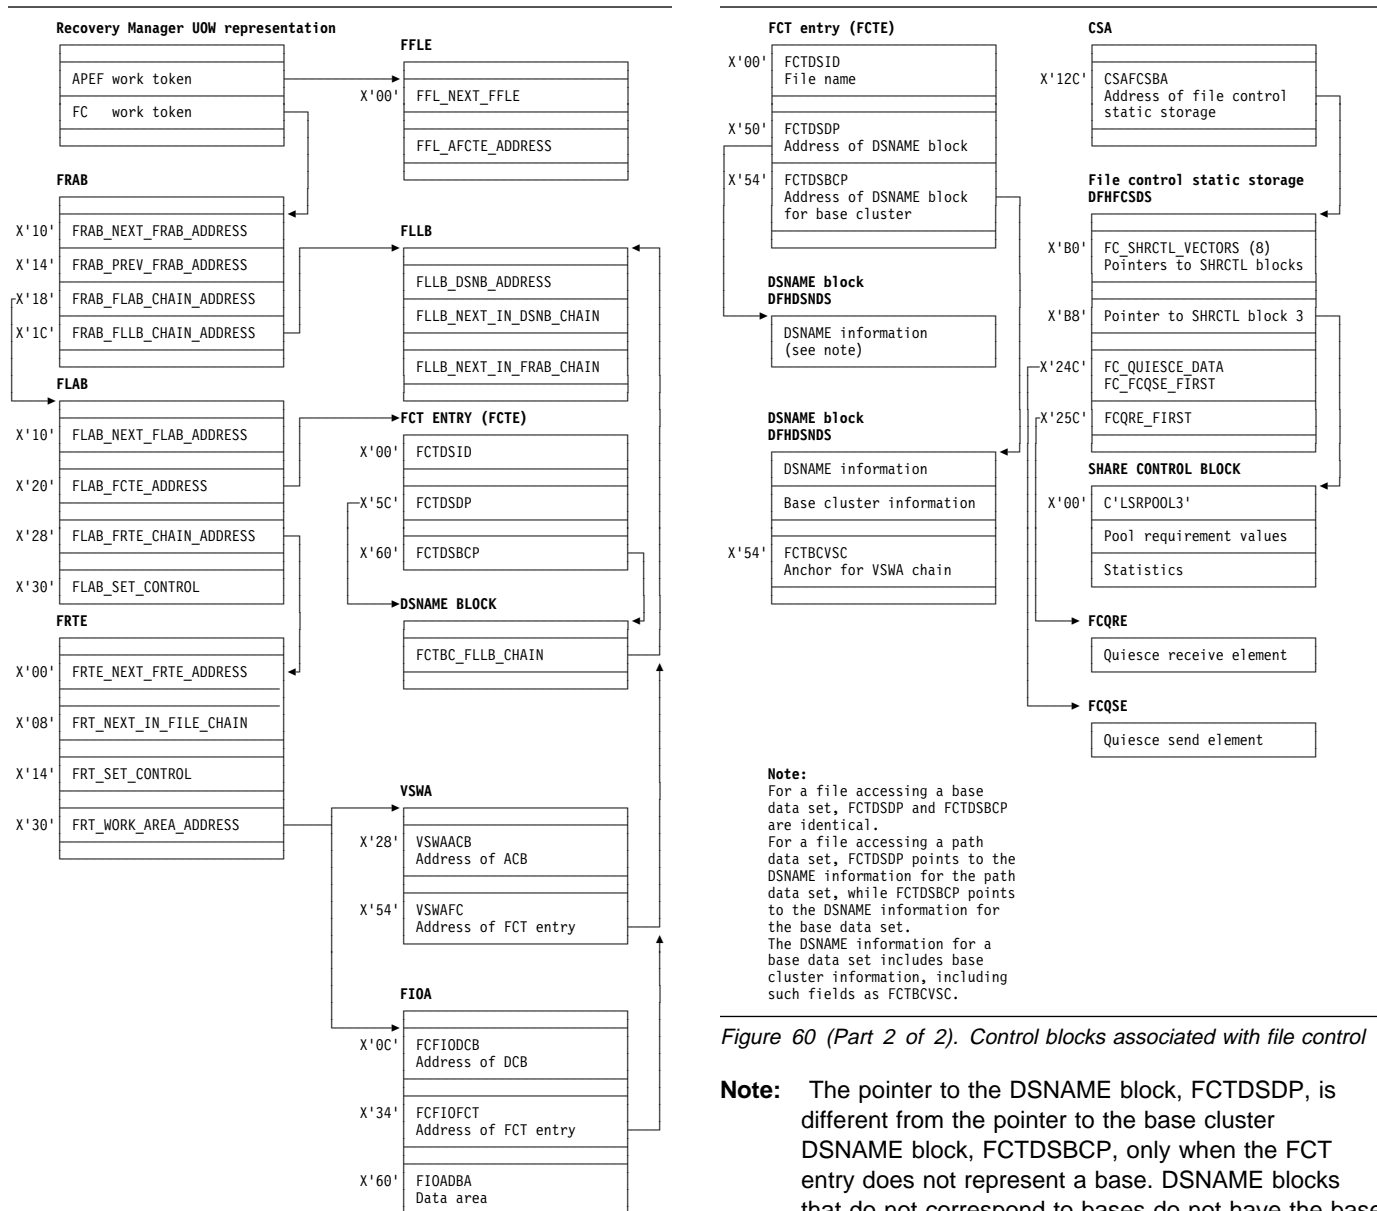 Recovery Manager UOW representation
APEF work token
FC   work token
FFLE
X'00' FFL_NEXT_FFLE
FFL_AFCTE_ADDRESS
FRAB
X'10' FRAB_NEXT_FRAB_ADDRESS
X'14' FRAB_PREV_FRAB_ADDRESS
X'18' FRAB_FLAB_CHAIN_ADDRESS
X'1C' FRAB_FLLB_CHAIN_ADDRESS
FLLB
FLLB_DSNB_ADDRESS
FLLB_NEXT_IN_DSNB_CHAIN
FLLB_NEXT_IN_FRAB_CHAIN
FLAB
X'10' FLAB_NEXT_FLAB_ADDRESS
X'20' FLAB_FCTE_ADDRESS
X'28' FLAB_FRTE_CHAIN_ADDRESS
X'30' FLAB_SET_CONTROL
FCT ENTRY (FCTE)
X'00' FCTDSID
X'5C' FCTDSDP
X'60' FCTDSBCP
DSNAME BLOCK
FCTBC_FLLB_CHAIN
FRTE
X'00' FRTE_NEXT_FRTE_ADDRESS
X'08' FRT_NEXT_IN_FILE_CHAIN
X'14' FRT_SET_CONTROL
X'30' FRT_WORK_AREA_ADDRESS
VSWA
X'28' VSWAACB
Address of ACB
X'54' VSWAFC
Address of FCT entry
FIOA
X'0C' FCFIODCB
Address of DCB
X'34' FCFIOFCT
Address of FCT entry
X'60' FIOADBA
Data area
FCT entry (FCTE)
X'00' FCTDSID
File name
X'50' FCTDSDP
Address of DSNAME block
X'54' FCTDSBCP
Address of DSNAME block
for base cluster
DSNAME block
DFHDSNDS
DSNAME information
(see note)
DSNAME block
DFHDSNDS
DSNAME information
Base cluster information
X'54' FCTBCVSC
Anchor for VSWA chain
CSA
X'12C' CSAFCSBA
Address of file control
static storage
File control static storage
DFHFCSDS
X'B0' FC_SHRCTL_VECTORS (8)
Pointers to SHRCTL blocks
X'B8' Pointer to SHRCTL block 3
X'24C' FC_QUIESCE_DATA
FC_FCQSE_FIRST
X'25C' FCQRE_FIRST
SHARE CONTROL BLOCK
X'00' C'LSRPOOL3'
Pool requirement values
Statistics
FCQRE
Quiesce receive element
FCQSE
Quiesce send element
Note:
For a file accessing a base
data set, FCTDSDP and FCTDSBCP
are identical.
For a file accessing a path
data set, FCTDSDP points to the
DSNAME information for the path
data set, while FCTDSBCP points
to the DSNAME information for
the base data set.
The DSNAME information for a
base data set includes base
cluster information, including
such fields as FCTBCVSC.
Figure 60 (Part 2 of 2). Control blocks associated with file control
Note: The pointer to the DSNAME block, FCTDSDP, is
different from the pointer to the base cluster
DSNAME block, FCTDSBCP, only when the FCT
entry does not represent a base. DSNAME blocks
that do not correspond to bases do not have the base